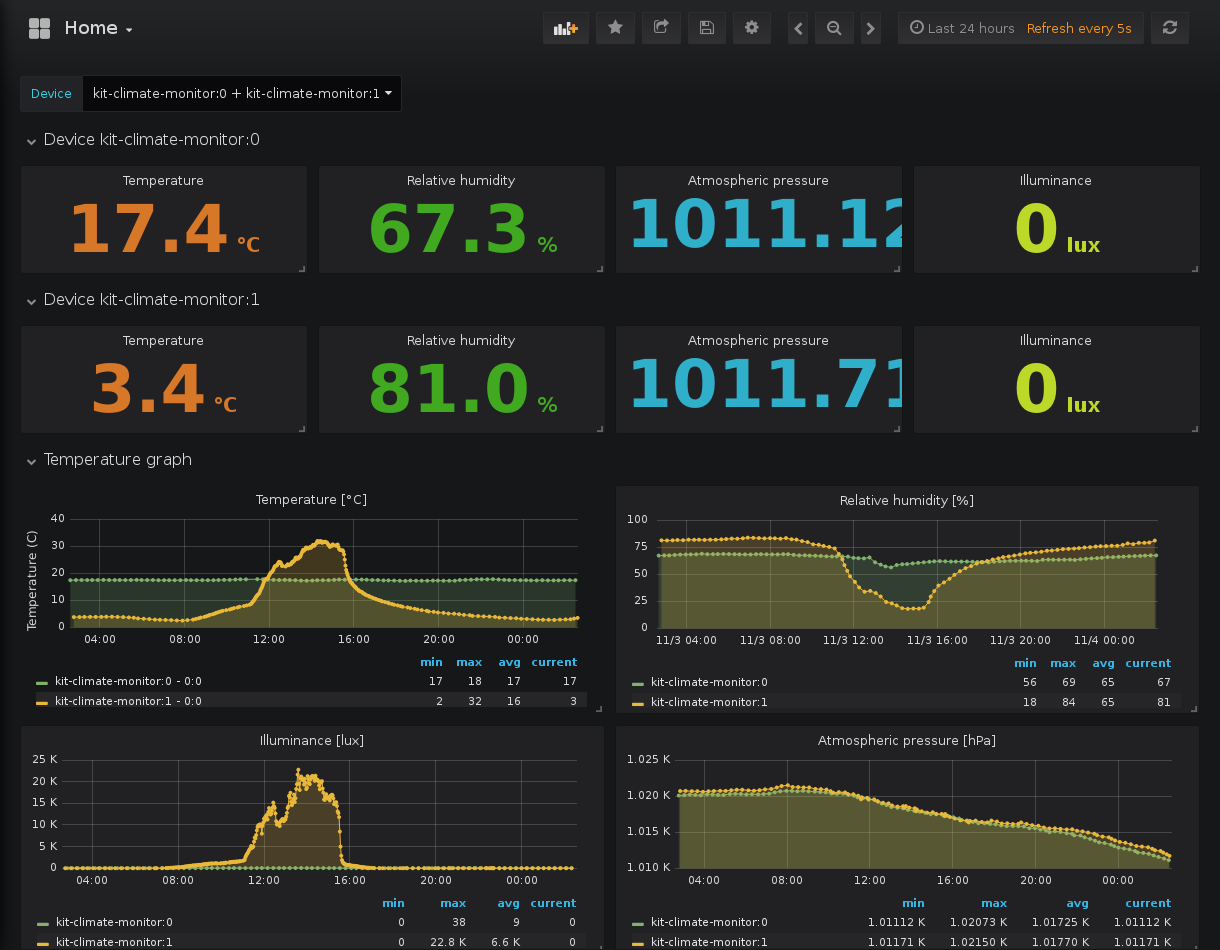 Home
Last 24 hours Refresh every 5s
Device kit-climate-monitor:0 + kit-climate-monitor:1
Device kit-climate-monitor:0
Temperature Relative humidity Atmospheric pressure Illuminance
17.4 °C 67.3 % 1011.12 0 lux
Device kit-climate-monitor:1
Temperature Relative humidity Atmospheric pressure Illuminance
3.4 °C 81.0 % 1011.71 0 lux
Temperature graph
Temperature [°C]
Temperature (C)
40
30
20
10
0
04:00 08:00 12:00 16:00 20:00 00:00
min max avg current
kit-climate-monitor:0 - 0:0 17 18 17 17
kit-climate-monitor:1 - 0:0 2 32 16 3
Relative humidity [%]
100
75
50
25
0
11/3 04:00 11/3 08:00 11/3 12:00 11/3 16:00 11/3 20:00 11/4 00:00
min max avg current
kit-climate-monitor:0 56 69 65 67
kit-climate-monitor:1 18 84 65 81
Illuminance [lux]
25 K
20 K
15 K
10 K
5 K
0
04:00 08:00 12:00 16:00 20:00 00:00
min max avg current
kit-climate-monitor:0 0 38 9 0
kit-climate-monitor:1 0 22.8 K 6.6 K 0
Atmospheric pressure [hPa]
1.025 K
1.020 K
1.015 K
1.010 K
04:00 08:00 12:00 16:00 20:00 00:00
min max avg current
kit-climate-monitor:0 1.01112 K 1.02073 K 1.01725 K 1.01112 K
kit-climate-monitor:1 1.01171 K 1.02150 K 1.01770 K 1.01171 K